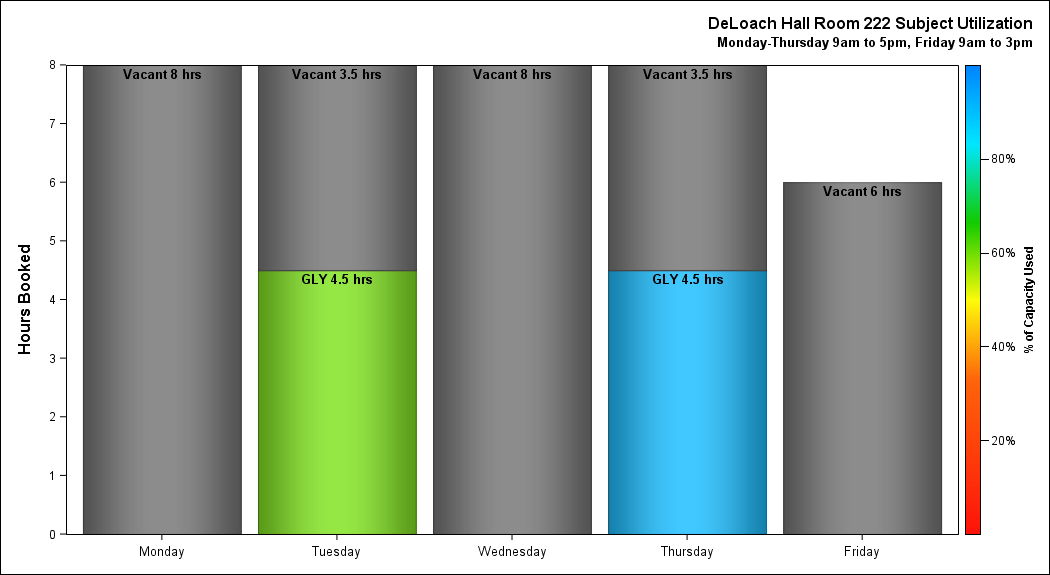 DeLoach Hall Room 222 Subject Utilization
Monday-Thursday 9am to 5pm, Friday 9am to 3pm
Hours Booked
8
7
6
5
4
3
2
1
0
Vacant 8 hrs
Vacant 3.5 hrs
Vacant 8 hrs
Vacant 3.5 hrs
Vacant 6 hrs
GLY 4.5 hrs
GLY 4.5 hrs
Monday
Tuesday
Wednesday
Thursday
Friday
80%
60%
40%
20%
% of Capacity Used